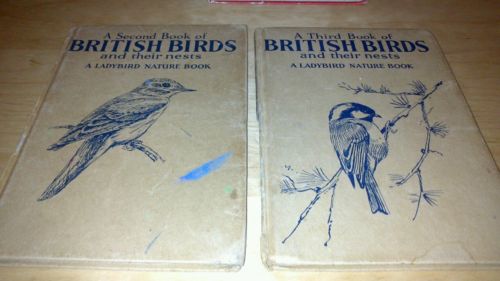 A Second Book of
BRITISH BIRDS
and their nests
A LADYBIRD NATURE BOOK
A Third Book of
BRITISH BIRDS
and their nests
A LADYBIRD NATURE BOOK